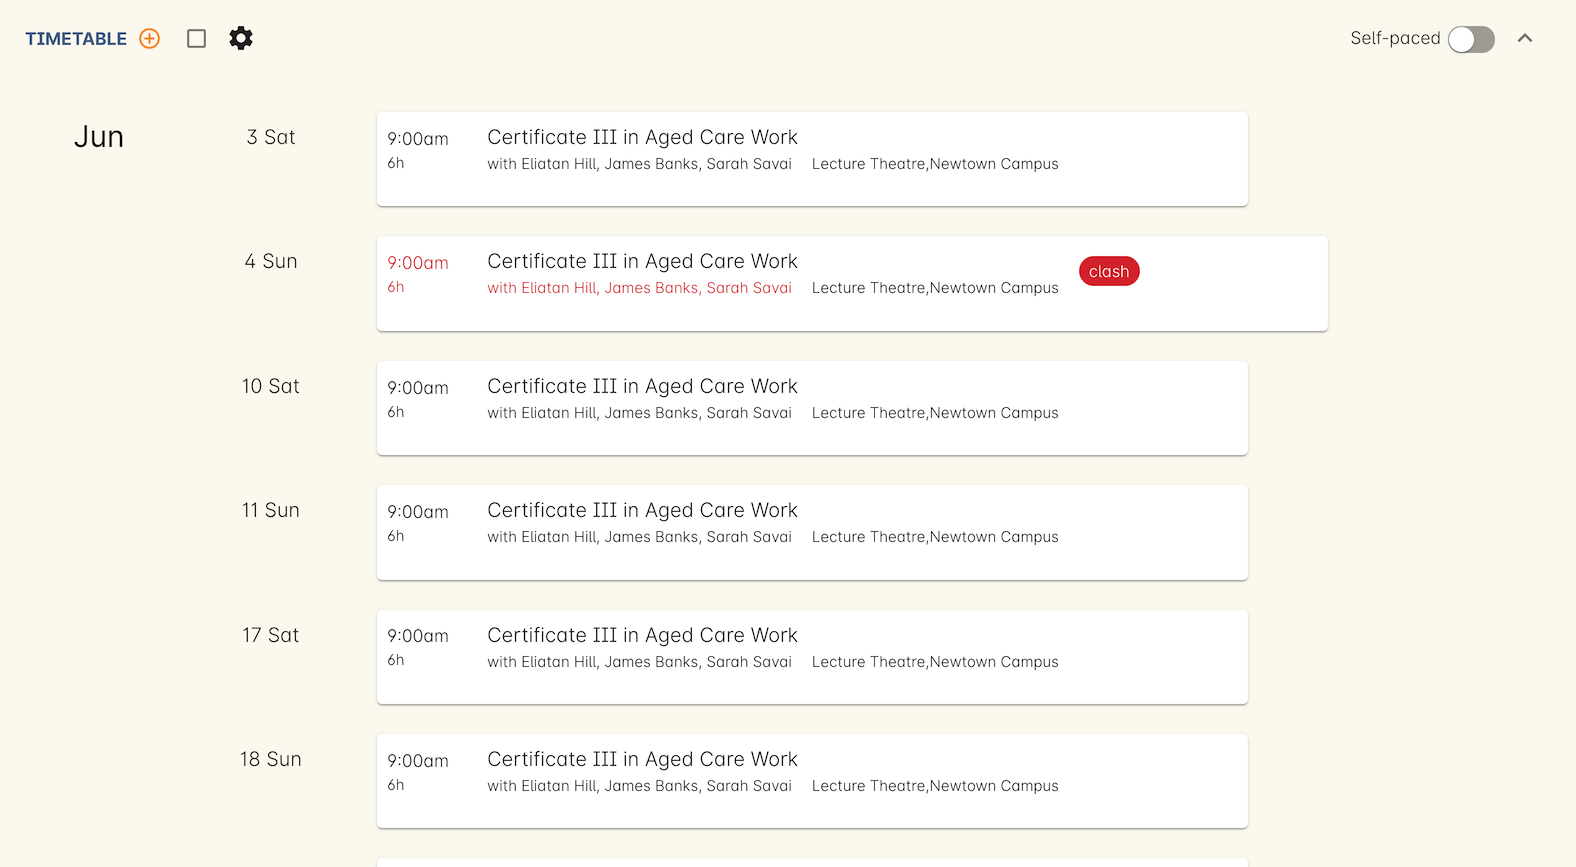 TIMETABLE
Self-paced
Jun
3 Sat
9:00am
Certificate III in Aged Care Work
6h
with Eliatan Hill, James Banks, Sarah Savai
Lecture Theatre,Newtown Campus
4 Sun
9:00am
Certificate III in Aged Care Work
6h
with Eliatan Hill, James Banks, Sarah Savai
Lecture Theatre,Newtown Campus
clash
10 Sat
9:00am
Certificate III in Aged Care Work
6h
with Eliatan Hill, James Banks, Sarah Savai
Lecture Theatre,Newtown Campus
11 Sun
9:00am
Certificate III in Aged Care Work
6h
with Eliatan Hill, James Banks, Sarah Savai
Lecture Theatre,Newtown Campus
17 Sat
9:00am
Certificate III in Aged Care Work
6h
with Eliatan Hill, James Banks, Sarah Savai
Lecture Theatre,Newtown Campus
18 Sun
9:00am
Certificate III in Aged Care Work
6h
with Eliatan Hill, James Banks, Sarah Savai
Lecture Theatre,Newtown Campus